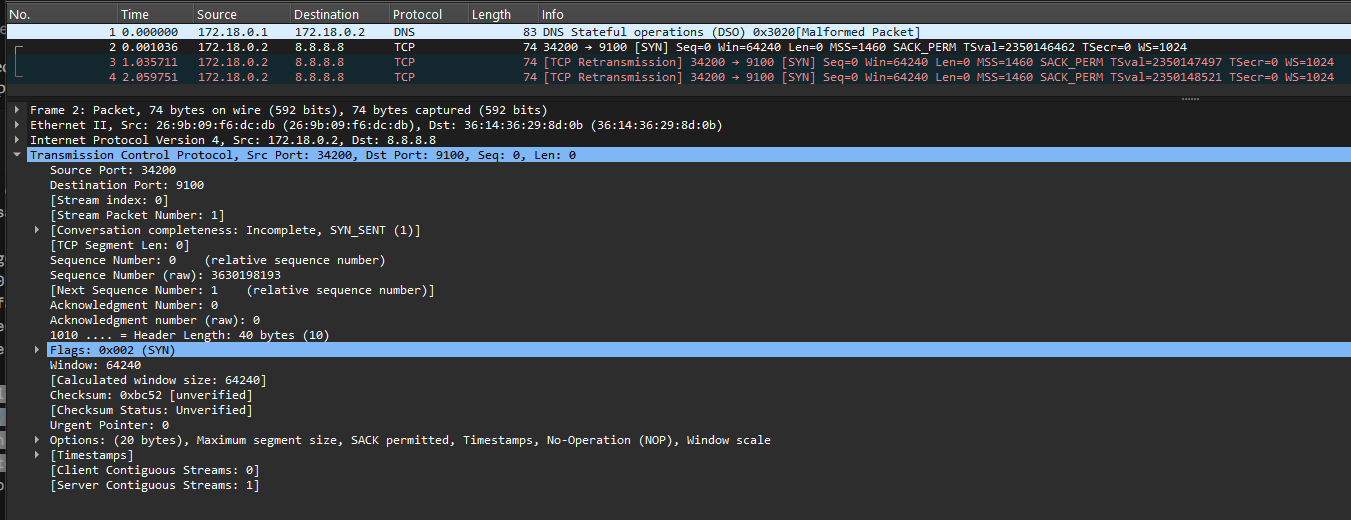 No. Time Source Destination Protocol Length Info
1 0.000000 172.18.0.1 172.18.0.2 DNS 83 DNS Stateful operations (DSO) 0x3020[Malformed Packet]
2 0.001036 172.18.0.2 8.8.8.8 TCP 74 34200 → 9100 [SYN] Seq=0 Win=64240 Len=0 MSS=1460 SACK_PERM TSval=2350146462 TSecr=0 WS=1024
3 1.035711 172.18.0.2 8.8.8.8 TCP 74 [TCP Retransmission] 34200 → 9100 [SYN] Seq=0 Win=64240 Len=0 MSS=1460 SACK_PERM TSval=2350147497 TSecr=0 WS=1024
4 2.059751 172.18.0.2 8.8.8.8 TCP 74 [TCP Retransmission] 34200 → 9100 [SYN] Seq=0 Win=64240 Len=0 MSS=1460 SACK_PERM TSval=2350148521 TSecr=0 WS=1024
Frame 2: Packet, 74 bytes on wire (592 bits), 74 bytes captured (592 bits)
Ethernet II, Src: 26:9b:09:f6:dc:db (26:9b:09:f6:dc:db), Dst: 36:14:36:29:8d:0b (36:14:36:29:8d:0b)
Internet Protocol Version 4, Src: 172.18.0.2, Dst: 8.8.8.8
Transmission Control Protocol, Src Port: 34200, Dst Port: 9100, Seq: 0, Len: 0
Source Port: 34200
Destination Port: 9100
[Stream index: 0]
[Stream Packet Number: 1]
[Conversation completeness: Incomplete, SYN_SENT (1)]
[TCP Segment Len: 0]
Sequence Number: 0 (relative sequence number)
Sequence Number (raw): 3630198193
[Next Sequence Number: 1 (relative sequence number)]
Acknowledgment Number: 0
Acknowledgment number (raw): 0
1010 .... = Header Length: 40 bytes (10)
Flags: 0x002 (SYN)
Window: 64240
[Calculated window size: 64240]
Checksum: 0xbc52 [unverified]
[Checksum Status: Unverified]
Urgent Pointer: 0
Options: (20 bytes), Maximum segment size, SACK permitted, Timestamps, No-Operation (NOP), Window scale
[Timestamps]
[Client Contiguous Streams: 0]
[Server Contiguous Streams: 1]